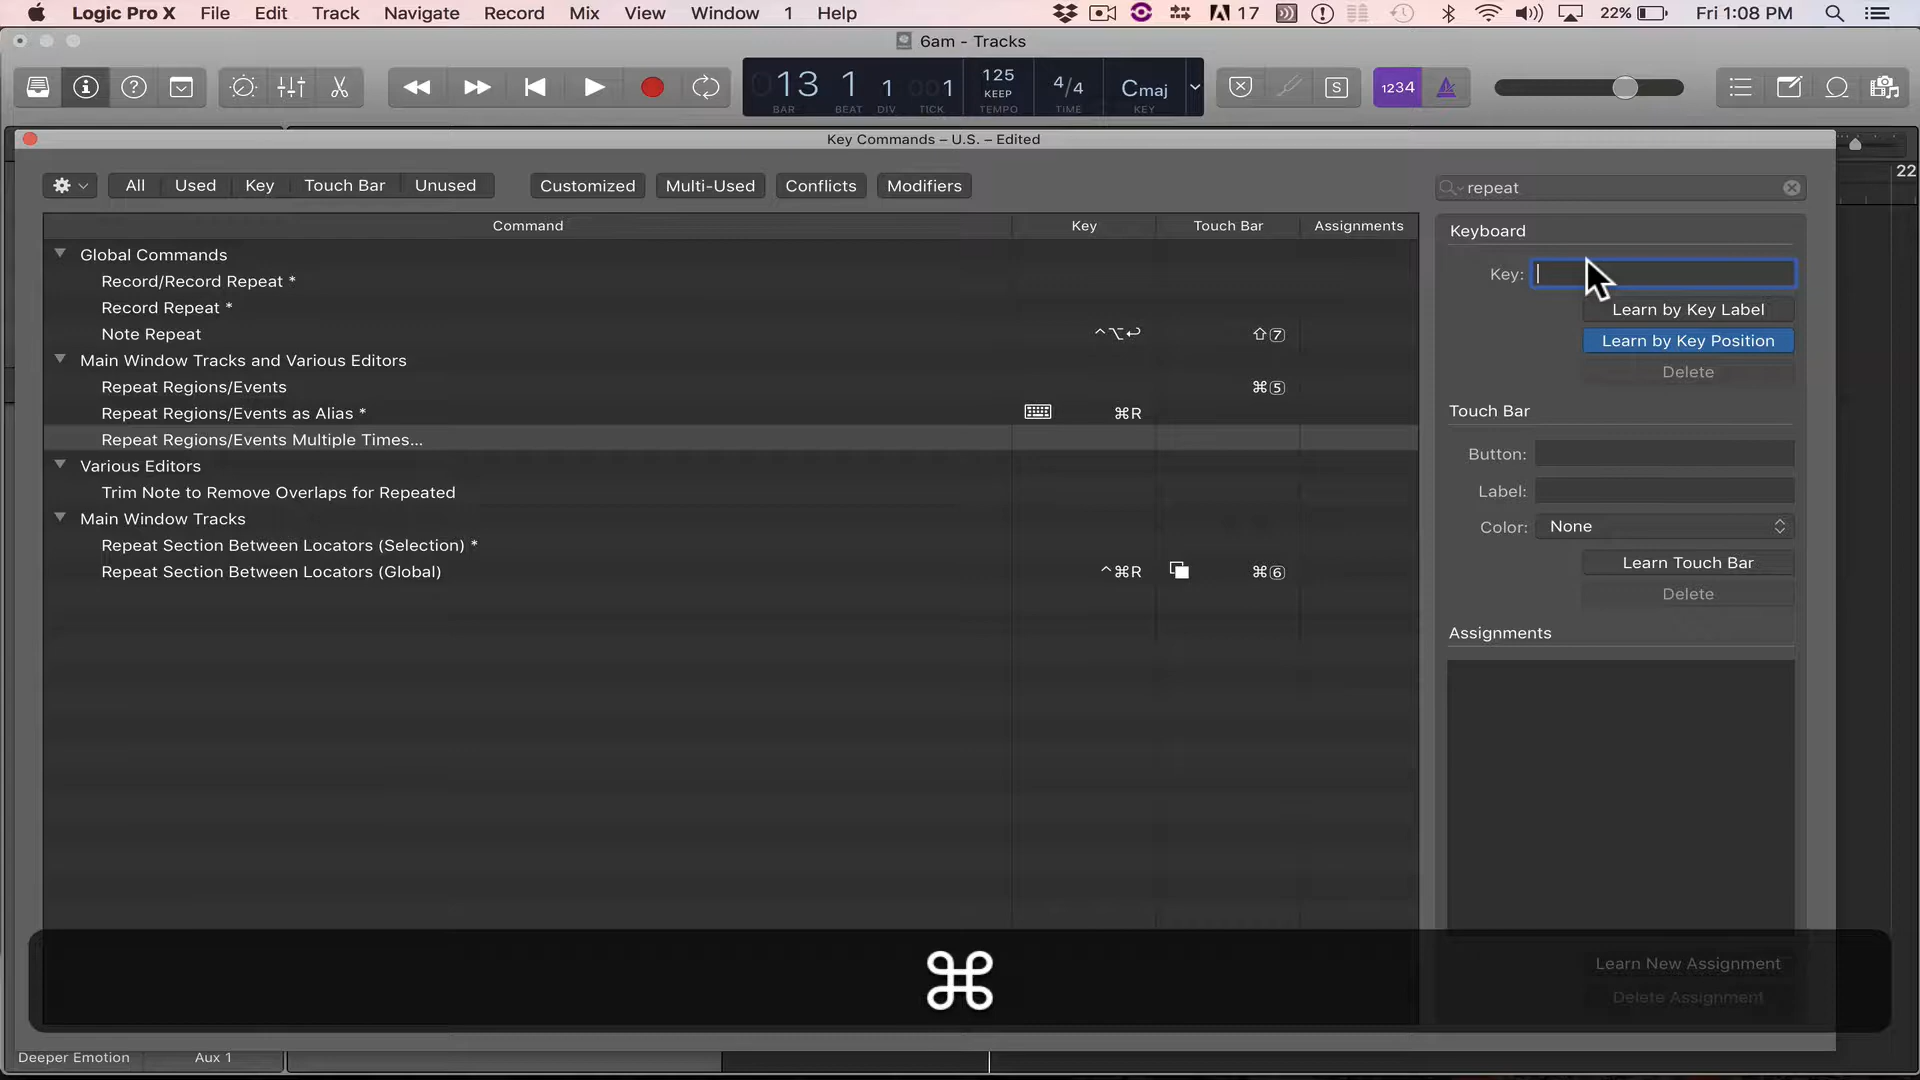 Logic Pro X File Edit Track Navigate Record Mix View Window 1 Help 17 22% Fri 1:08 PM
6am - Tracks
13 1 1 001 125 KEEP 4/4 Cmaj S 1234
BAR BEAT DIV TICK TEMPO TIME KEY
Key Commands – U.S. – Edited
22
All Used Key Touch Bar Unused Customized Multi-Used Conflicts Modifiers repeat
Command Key Touch Bar Assignments
Global Commands
Record/Record Repeat *
Record Repeat *
Note Repeat ^⌥↩ ⇧7
Main Window Tracks and Various Editors
Repeat Regions/Events ⌘5
Repeat Regions/Events as Alias * ⌘R
Repeat Regions/Events Multiple Times...
Various Editors
Trim Note to Remove Overlaps for Repeated
Main Window Tracks
Repeat Section Between Locators (Selection) *
Repeat Section Between Locators (Global) ^⌘R ⌘6
Keyboard
Key:
Learn by Key Label
Learn by Key Position
Delete
Touch Bar
Button:
Label:
Color: None
Learn Touch Bar
Delete
Assignments
Learn New Assignment
Delete Assignment
⌘
Deeper Emotion Aux 1